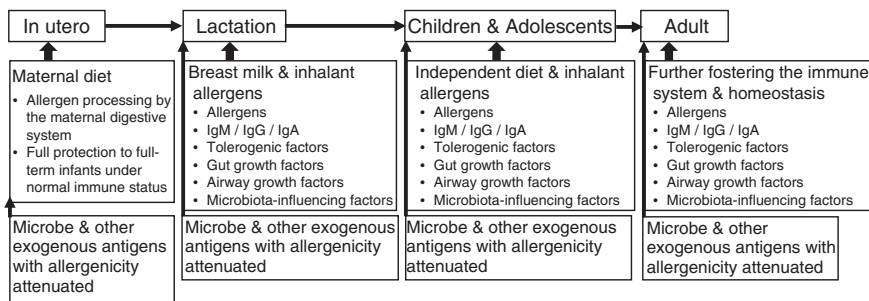 In utero
Lactation
Children & Adolescents
Adult
Maternal diet
• Allergen processing by
the maternal digestive
system
• Full protection to full-
term infants under
normal immune status
Breast milk & inhalant
allergens
• Allergens
• IgM / IgG / IgA
• Tolerogenic factors
• Gut growth factors
• Airway growth factors
• Microbiota-influencing factors
Independent diet & inhalant
allergens
• Allergens
• IgM / IgG / IgA
• Tolerogenic factors
• Gut growth factors
• Airway growth factors
• Microbiota-influencing factors
Further fostering the immune
system & homeostasis
• Allergens
• IgM / IgG / IgA
• Tolerogenic factors
• Gut growth factors
• Airway growth factors
• Microbiota-influencing factors
Microbe & other
exogenous antigens
with allergenicity
attenuated
Microbe & other exogenous
antigens with allergenicity
attenuated
Microbe & other exogenous
antigens with allergenicity
attenuated
Microbe & other
exogenous antigens with
allergenicity attenuated